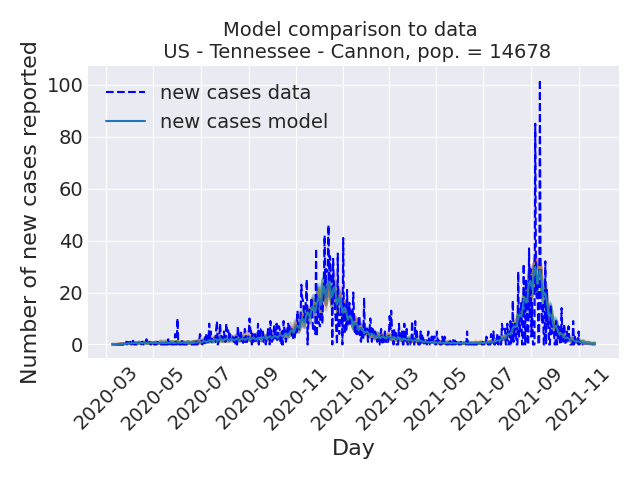 Model comparison to data
US - Tennessee - Cannon, pop. = 14678
Number of new cases reported
100
80
60
40
20
0
new cases data
new cases model
2020-03
2020-05
2020-07
2020-09
2020-11
2021-01
2021-03
2021-05
2021-07
2021-09
2021-11
Day